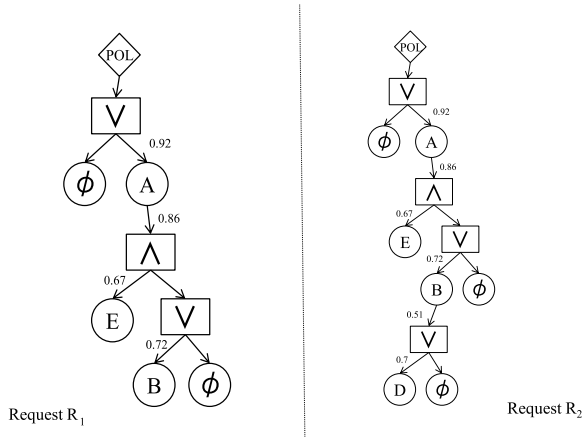 POL
∨
0.92
ϕ
A
0.86
∧
0.67
E
∨
0.72
B
ϕ
Request R1
POL
∨
0.92
ϕ
A
0.86
∧
0.67
E
∨
0.72
B
ϕ
0.51
∨
0.7
D
ϕ
Request R2